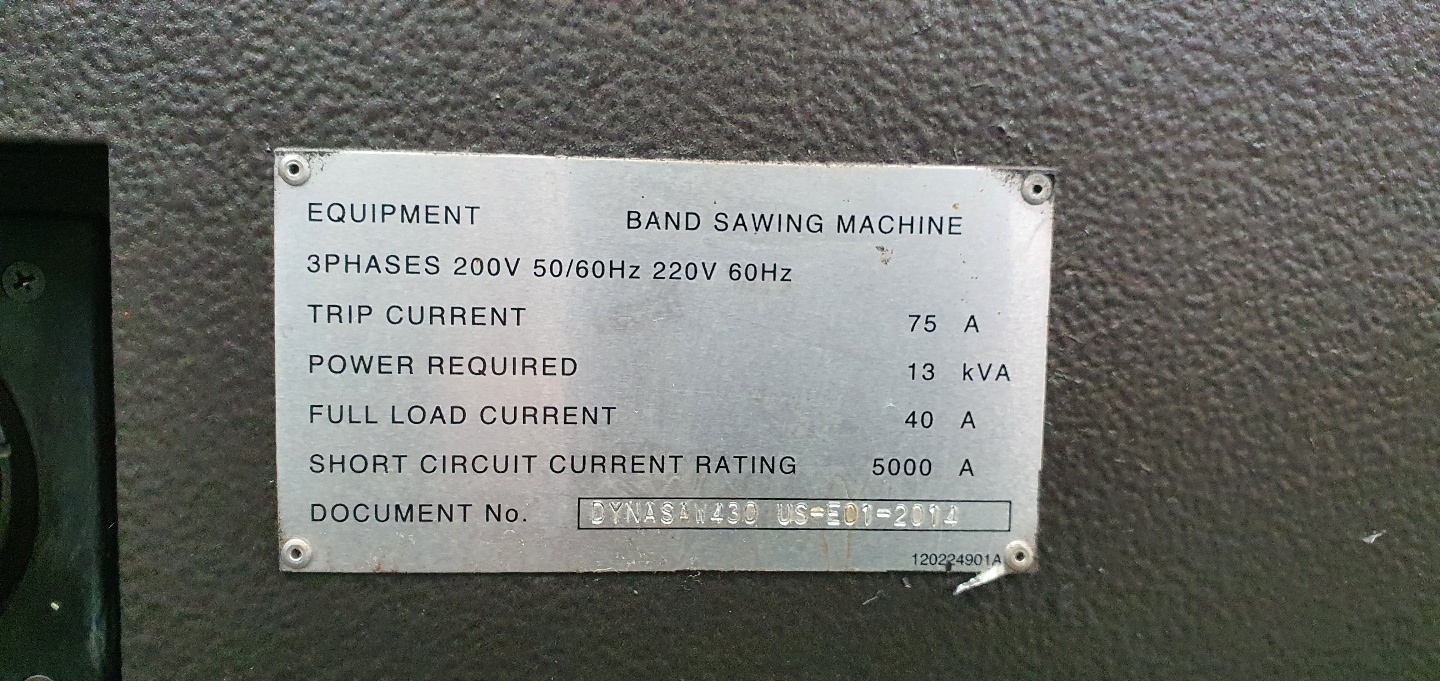 EQUIPMENT BAND SAWING MACHINE
3PHASES 200V 50/60Hz 220V 60Hz
TRIP CURRENT 75 A
POWER REQUIRED 13 kVA
FULL LOAD CURRENT 40 A
SHORT CIRCUIT CURRENT RATING 5000 A
DOCUMENT No. DYNASAW430 US-E01-2014
120224901A